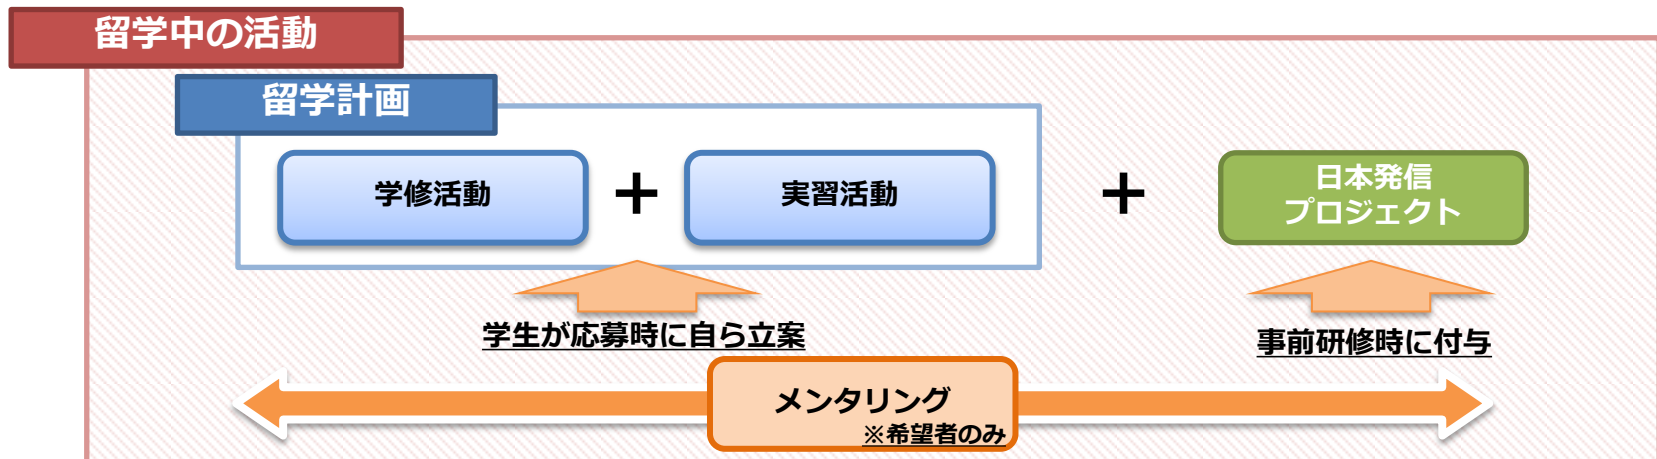 留学中の活動
留学計画
学修活動
+
実習活動
+
日本発信
プロジェクト
学生が応募時に自ら立案
事前研修時に付与
メンタリング
※希望者のみ